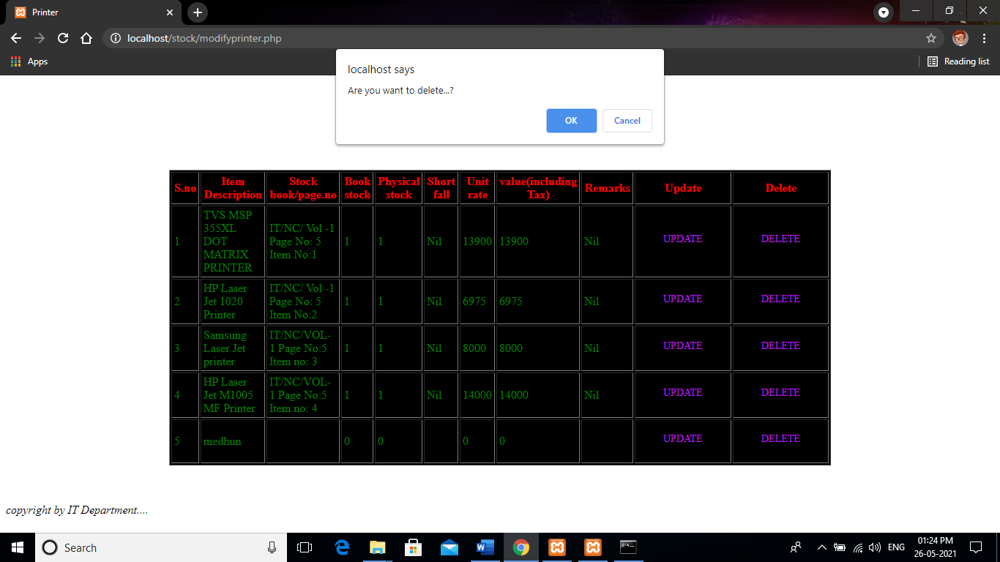 Printer
localhost/stock/modifyprinter.php
Apps
Reading list
localhost says
Are you want to delete...?
OK
Cancel
S.no
Item
Description
Stock
book/page.no
Book
stock
Physical
stock
Short
fall
Unit
rate
value(including
Tax)
Remarks
Update
Delete
1
TVS MSP
355XL
DOT
MATRIX
PRINTER
IT/NC/ Vol -1
Page No: 5
Item No:1
1
1
Nil
13900
13900
Nil
UPDATE
DELETE
2
HP Laser
Jet 1020
Printer
IT/NC/ Vol -1
Page No: 5
Item No:2
1
1
Nil
6975
6975
Nil
UPDATE
DELETE
3
Samsung
Laser Jet
printer
IT/NC/VOL-
1 Page No:5
Item no: 3
1
1
Nil
8000
8000
Nil
UPDATE
DELETE
4
HP Laser
Jet M1005
MF Printer
IT/NC/VOL-
1 Page No:5
Item no: 4
1
1
Nil
14000
14000
Nil
UPDATE
DELETE
5
medhun
0
0
0
0
UPDATE
DELETE
copyright by IT Department....
Search
ENG
01:24 PM
26-05-2021